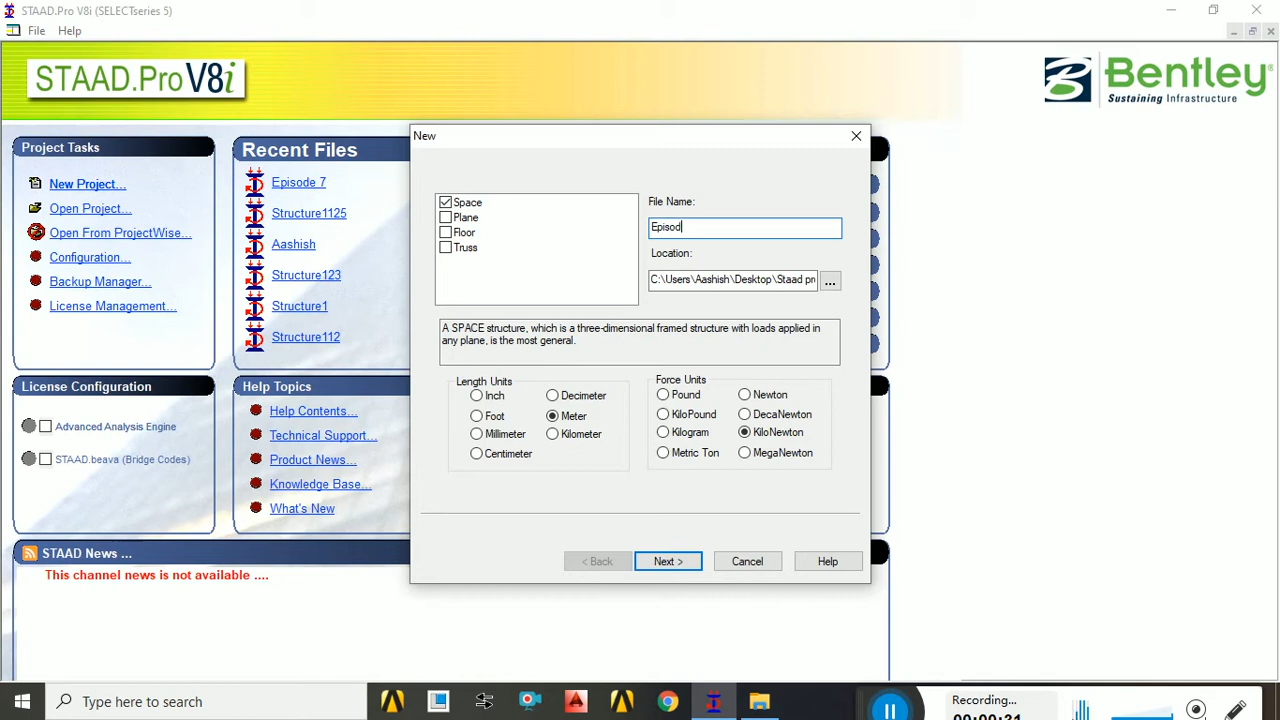 STAAD.Pro V8i (SELECTseries 5)
File Help
STAAD.Pro V8i
Bentley®
Sustaining Infrastructure
Project Tasks
New Project...
Open Project...
Open From ProjectWise...
Configuration...
Backup Manager...
License Management...
Recent Files
Episode 7
Structure1125
Aashish
Structure123
Structure1
Structure112
New
Space
Plane
Floor
Truss
File Name:
Episod
Location:
C:\Users\Aashish\Desktop\Staad pr
...
A SPACE structure, which is a three-dimensional framed structure with loads applied in
any plane, is the most general.
Length Units
Inch Decimeter
Foot Meter
Millimeter Kilometer
Centimeter
Force Units
Pound Newton
KiloPound DecaNewton
Kilogram KiloNewton
Metric Ton MegaNewton
< Back Next > Cancel Help
License Configuration
Advanced Analysis Engine
STAAD.beava (Bridge Codes)
Help Topics
Help Contents...
Technical Support...
Product News...
Knowledge Base...
What's New
STAAD News ...
This channel news is not available ....
Type here to search
Recording...
00:00:31